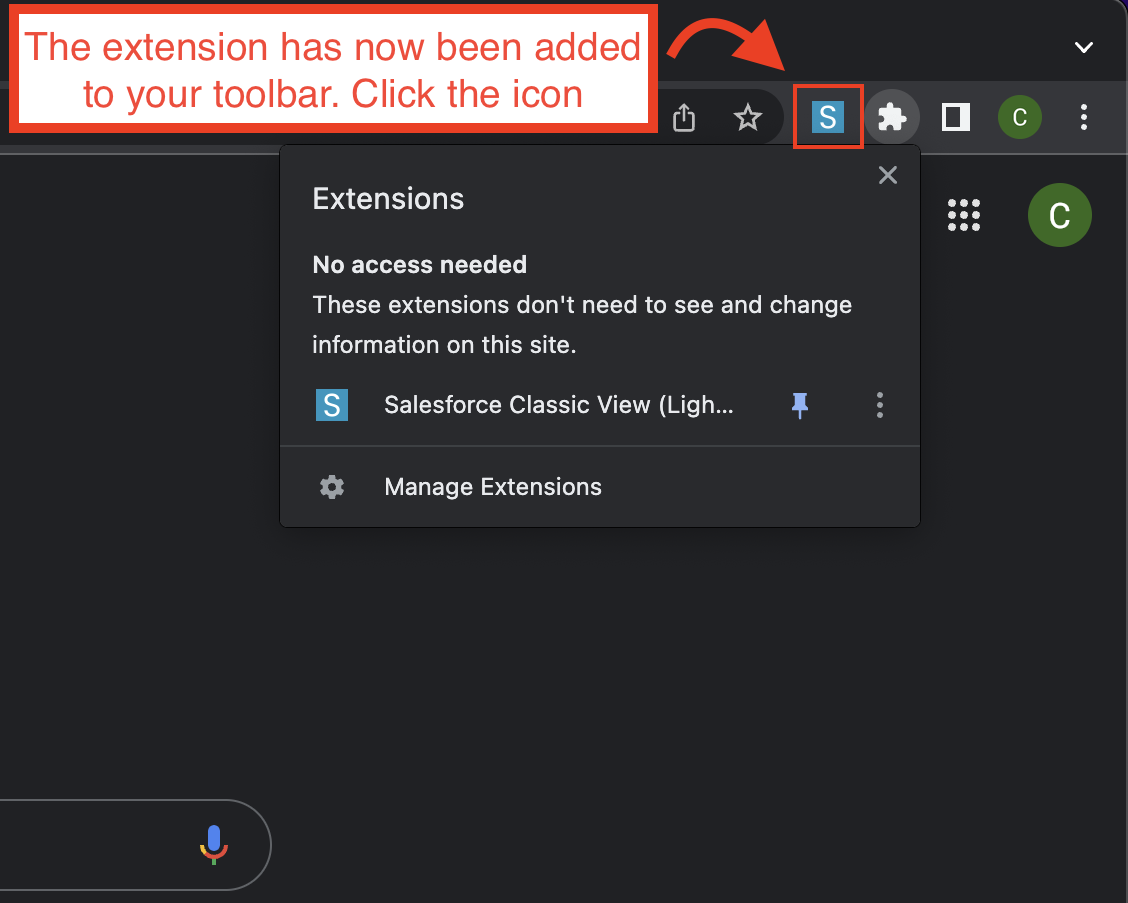 The extension has now been added
to your toolbar. Click the icon
S
C
C
Extensions
No access needed
These extensions don't need to see and change
information on this site.
S Salesforce Classic View (Ligh...
Manage Extensions